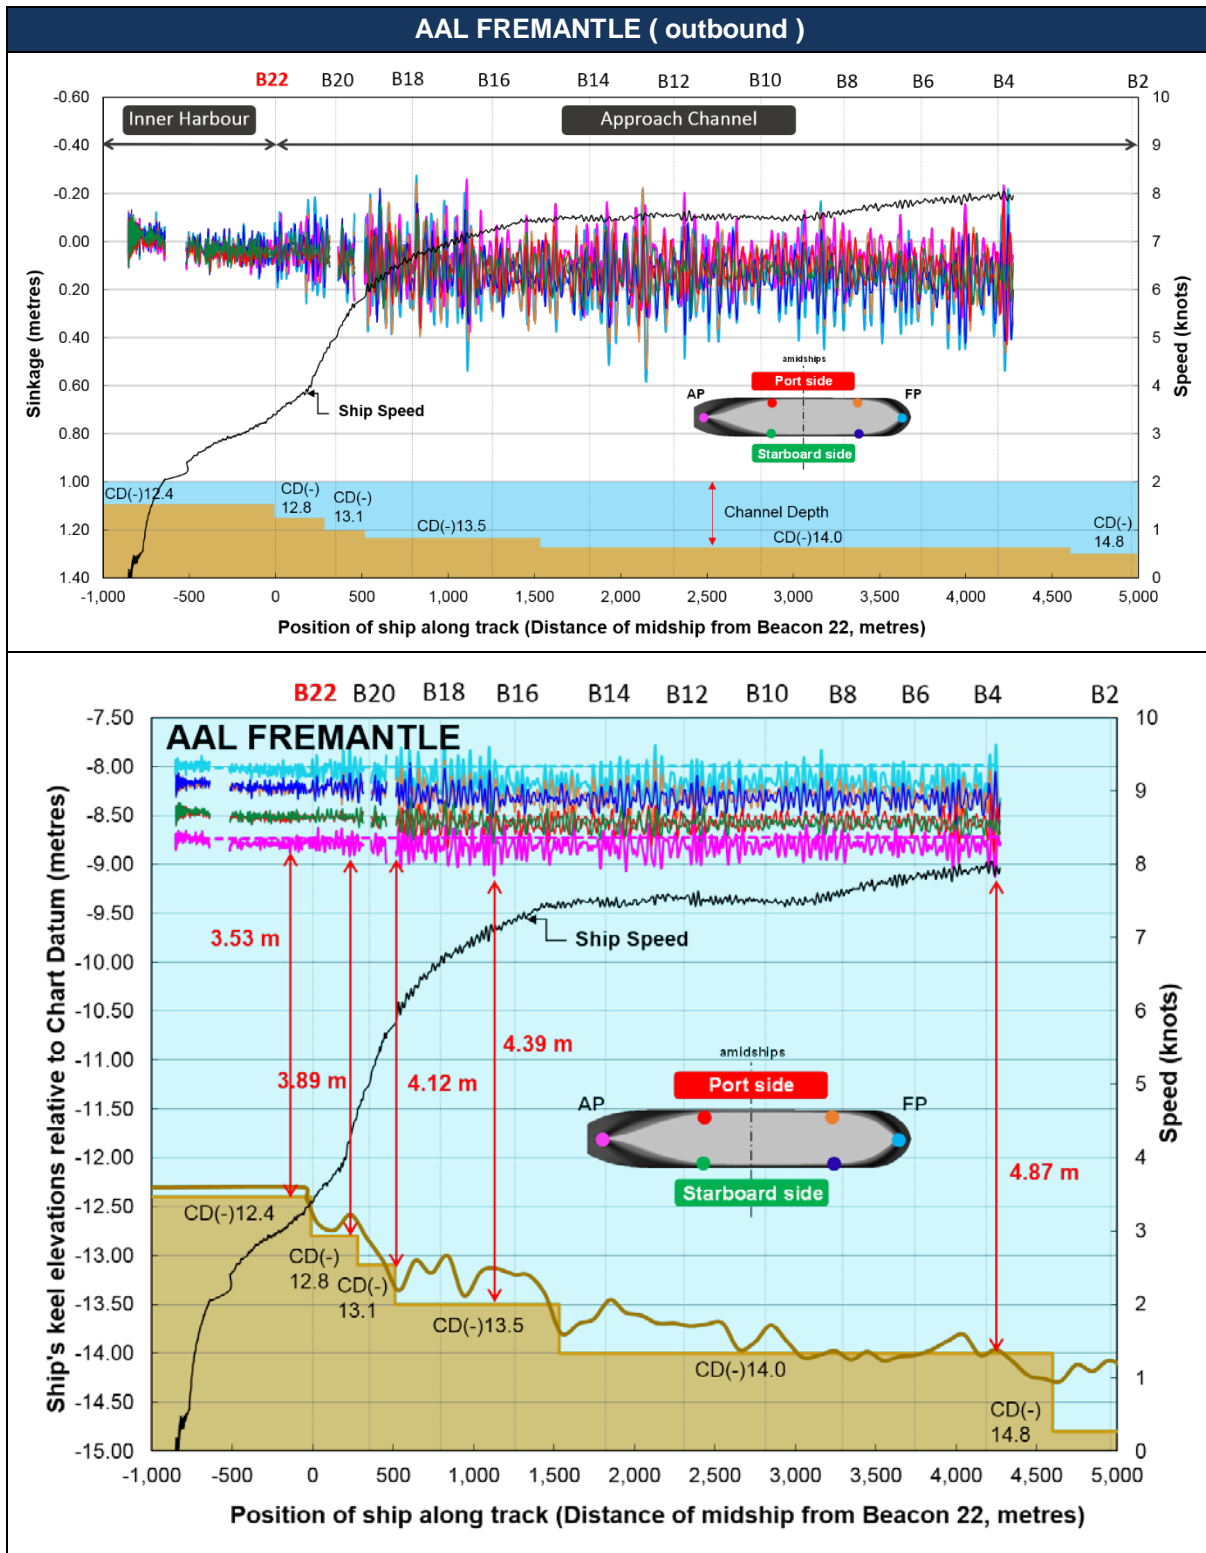 AAL FREMANTLE ( outbound )
B22 B20 B18 B16 B14 B12 B10 B8 B6 B4 B2
-0.60 10
Inner Harbour Approach Channel
-0.40 9
-0.20 8
0.00 7
0.20 6
0.40 5
amidships
0.60 4
AP Port side FP
Ship Speed
0.80 3
Starboard side
1.00 2
CD(-)12.4 CD(-) CD(-) CD(-)
12.8 13.1 CD(-)13.5 Channel Depth CD(-)14.0 14.8
1.20 1
1.40 0
Sinkage (metres)
Speed (knots)
-1,000 -500 0 500 1,000 1,500 2,000 2,500 3,000 3,500 4,000 4,500 5,000
Position of ship along track (Distance of midship from Beacon 22, metres)
B22 B20 B18 B16 B14 B12 B10 B8 B6 B4 B2
-7.50 10
AAL FREMANTLE
-8.00 9
-8.50
-9.00 8
-9.50
3.53 m Ship Speed 7
-10.00
-10.50 6
4.39 m
-11.00 amidships
3.89 m 4.12 m Port side 5
-11.50 AP FP
-12.00 4
4.87 m
Starboard side
CD(-)12.4
-12.50
-13.00 3
CD(-) CD(-)
12.8 13.1
-13.50 CD(-)13.5 2
-14.00 CD(-)14.0
1
-14.50 CD(-)
14.8
-15.00 0
Ship's keel elevations relative to Chart Datum (metres)
Speed (knots)
-1,000 -500 0 500 1,000 1,500 2,000 2,500 3,000 3,500 4,000 4,500 5,000
Position of ship along track (Distance of midship from Beacon 22, metres)